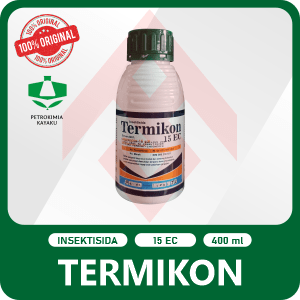 100% ORIGINAL
100% ORIGINAL
PETROKIMIA
KAYAKU
Termikon
15 EC
INSEKTISIDA
15 EC
400 ml
TERMIKON